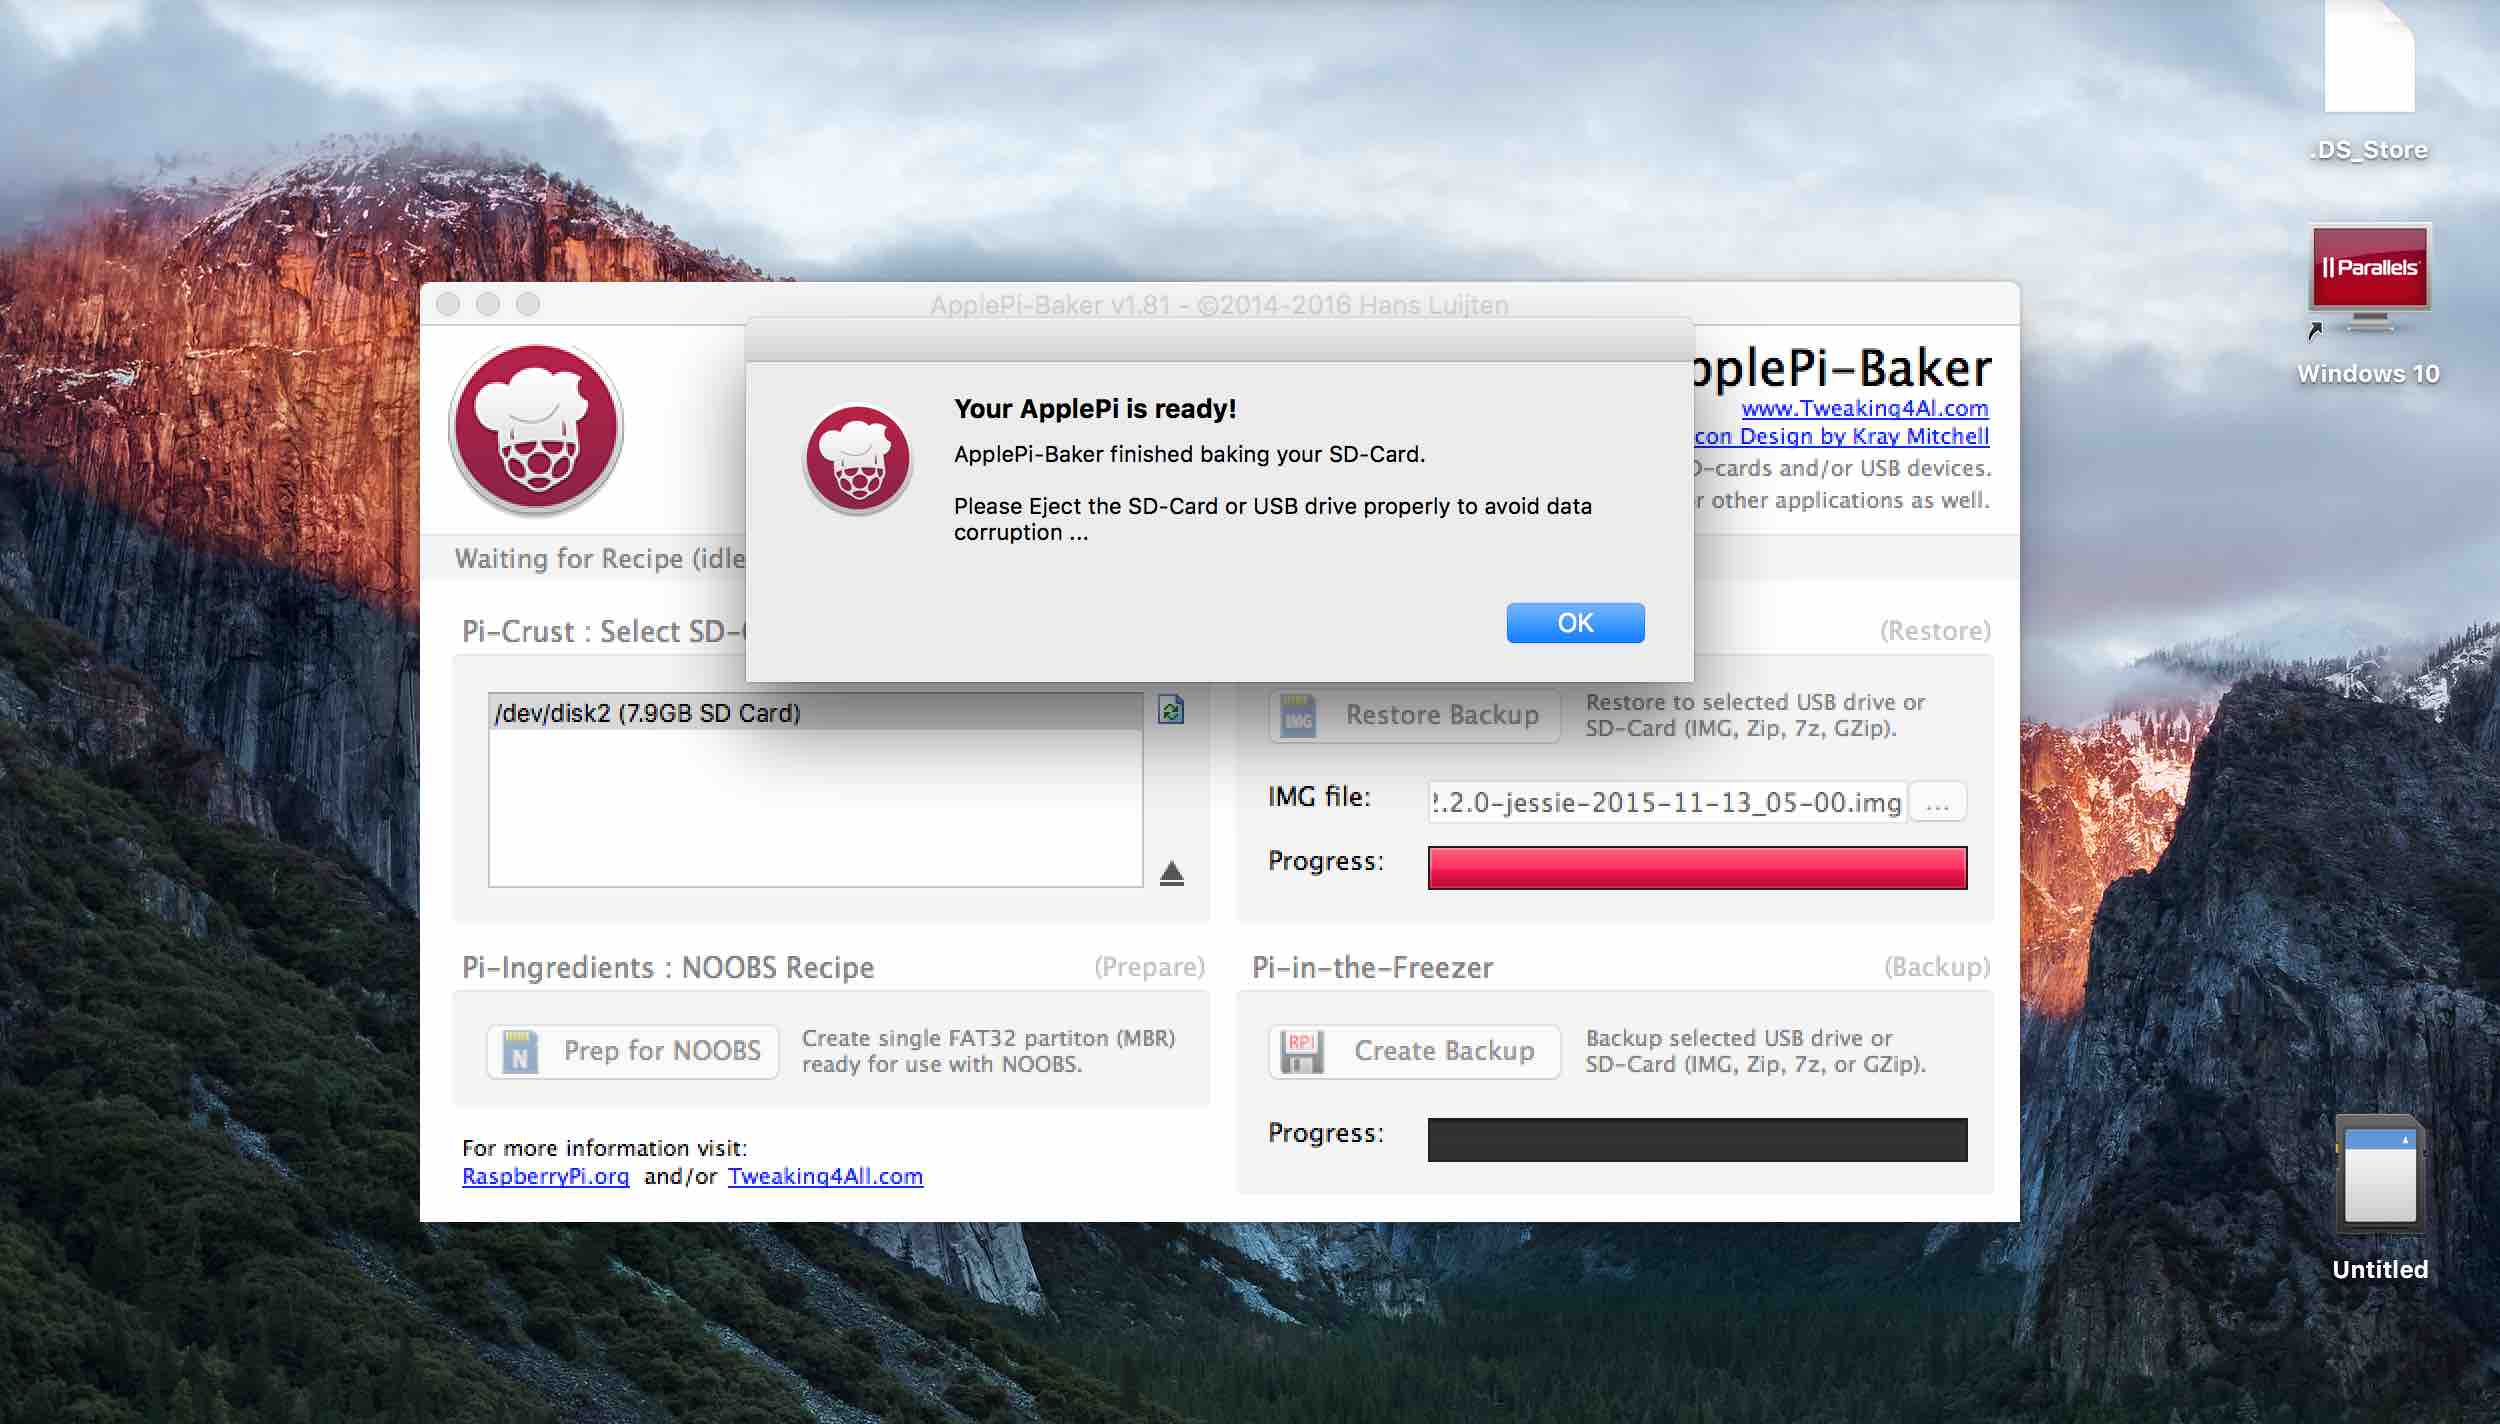 .DS_Store
|| Parallels
Windows 10
ApplePi-Baker v1.81 - ©2014-2016 Hans Luijten
pplePi-Baker
www.Tweaking4Al.com
con Design by Kray Mitchell
D-cards and/or USB devices.
r other applications as well.
Your ApplePi is ready!
ApplePi-Baker finished baking your SD-Card.
Please Eject the SD-Card or USB drive properly to avoid data
corruption ...
OK
Waiting for Recipe (idle
Pi-Crust : Select SD-
/dev/disk2 (7.9GB SD Card)
(Restore)
IMG
Restore Backup
Restore to selected USB drive or
SD-Card (IMG, Zip, 7z, GZip).
IMG file:
2.2.0-jessie-2015-11-13_05-00.img
...
Progress:
Pi-Ingredients : NOOBS Recipe
(Prepare)
N
Prep for NOOBS
Create single FAT32 partiton (MBR)
ready for use with NOOBS.
Pi-in-the-Freezer
(Backup)
RPI
Create Backup
Backup selected USB drive or
SD-Card (IMG, Zip, 7z, or GZip).
Progress:
For more information visit:
RaspberryPi.org and/or Tweaking4All.com
Untitled